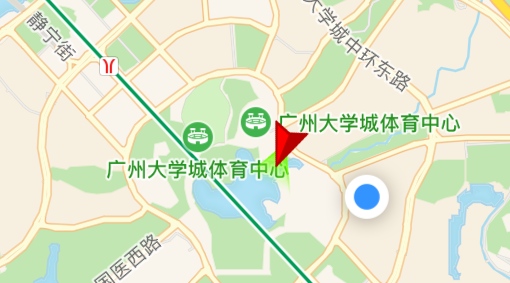 静宁街
大学城中环东路
广州大学城体育中心
广州大学城体育中心
国医西路